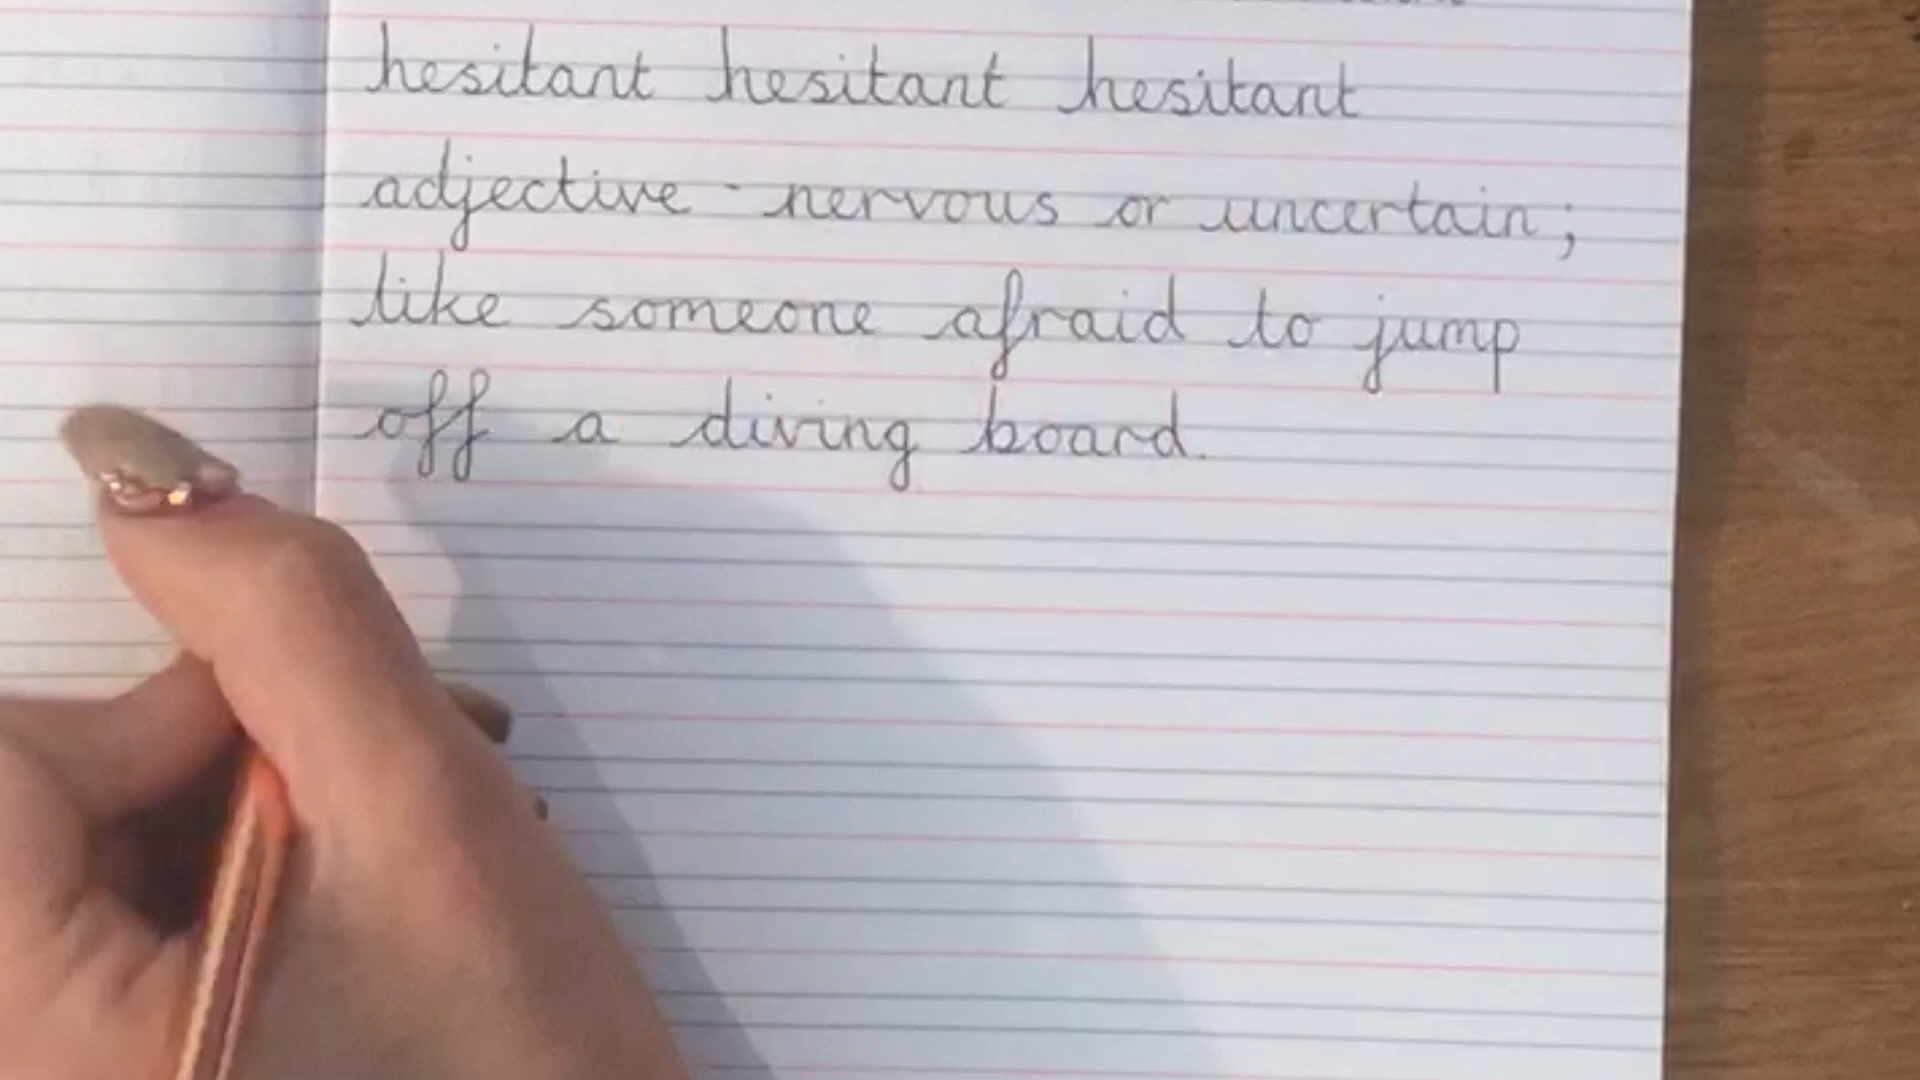 hesitant hesitant hesitant
adjective - nervous or uncertain;
like someone afraid to jump
off a diving board.